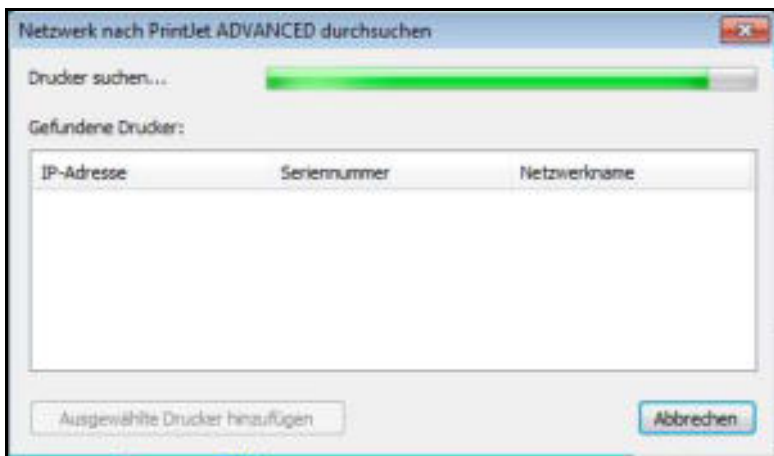 Netzwerk nach PrintJet ADVANCED durchsuchen
Drucker suchen...
Gefundene Drucker:
IP-Adresse Seriennummer Netzwerkname
Ausgewählte Drucker hinzufügen Abbrechen